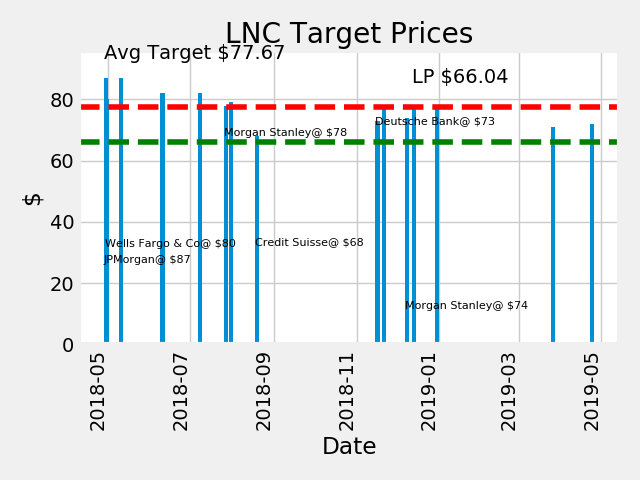 LNC Target Prices
Avg Target $77.67
LP $66.04
80
60
40
20
0
$
Deutsche Bank@ $73
Morgan Stanley@ $78
Wells Fargo & Co@ $80
Credit Suisse@ $68
JPMorgan@ $87
Morgan Stanley@ $74
2018-05
2018-07
2018-09
2018-11
2019-01
2019-03
2019-05
Date